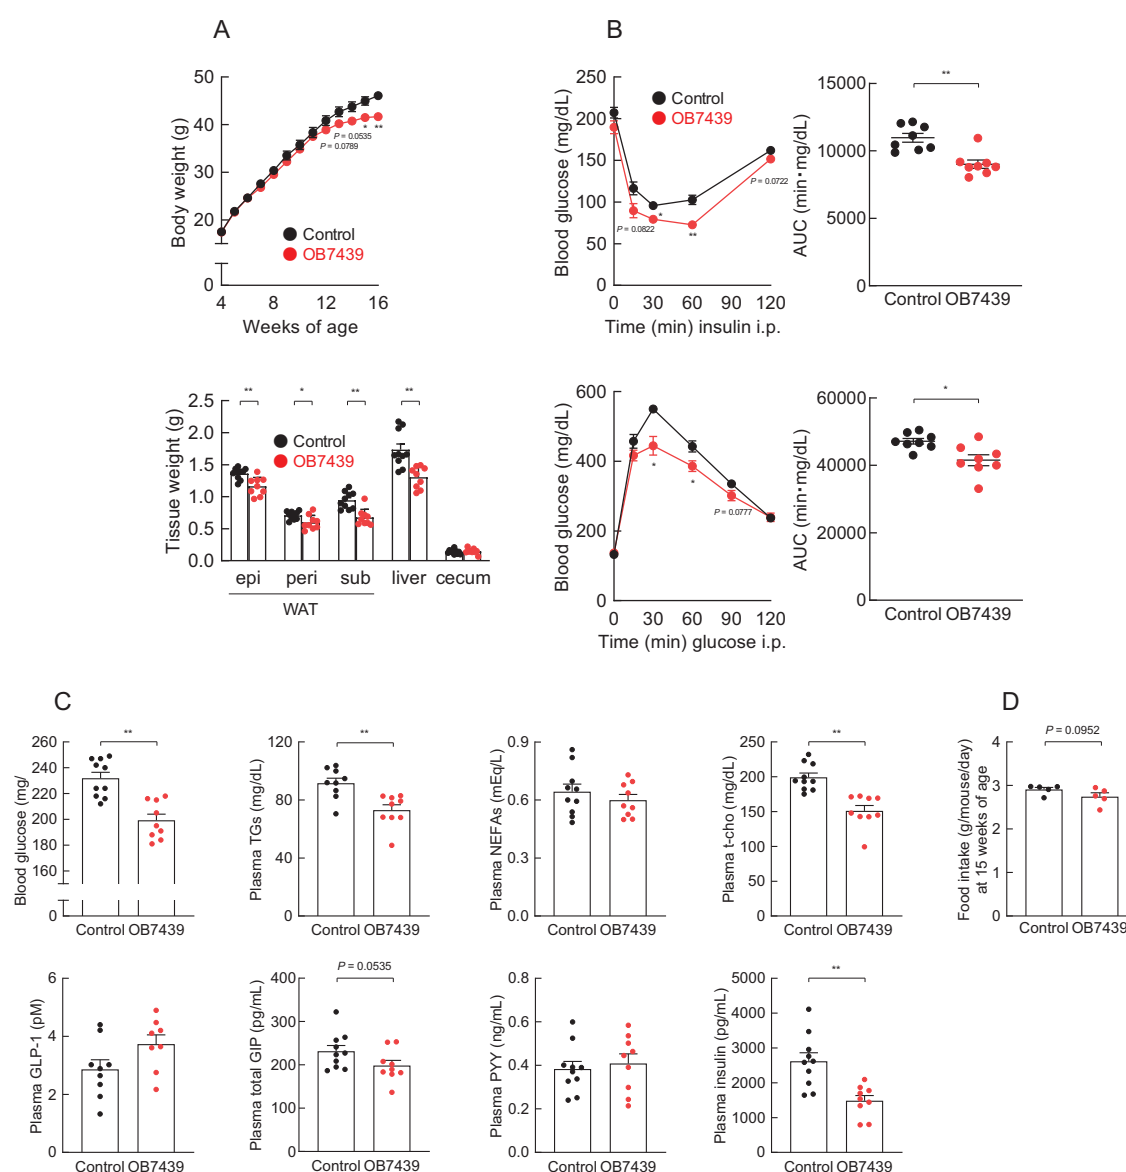 A
50
40
30
20
0
Body weight (g)
P = 0.0535
* **
P = 0.0789
Control
OB7439
4 8 12 16
Weeks of age
B
250
200
150
100
50
0
Blood glucose (mg/dL)
Control
OB7439
P = 0.0822
*
**
P = 0.0722
0 30 60 90 120
Time (min) insulin i.p.
**
15000
10000
5000
0
AUC (min·mg/dL)
Control OB7439
** * ** **
2.5
2.0
1.5
1.0
0.5
0.0
Tissue weight (g)
Control
OB7439
epi peri sub liver cecum
WAT
600
400
200
0
Blood glucose (mg/dL)
*
*
P = 0.0777
0 30 60 90 120
Time (min) glucose i.p.
*
60000
40000
20000
0
AUC (min·mg/dL)
Control OB7439
C
**
260
240
220
200
180
160
0
Blood glucose (mg/
Control OB7439
**
120
80
40
0
Plasma TGs (mg/dL)
Control OB7439
0.9
0.6
0.3
0.0
Plasma NEFAs (mEq/L)
Control OB7439
**
250
200
150
100
50
0
Plasma t-cho (mg/dL)
Control OB7439
D
P = 0.0952
4
3
2
1
0
Food intake (g/mouse/day)
at 15 weeks of age
Control OB7439
6
4
2
0
Plasma GLP-1 (pM)
Control OB7439
P = 0.0535
400
300
200
100
0
Plasma total GIP (pg/mL)
Control OB7439
0.8
0.6
0.4
0.2
0.0
Plasma PYY (ng/mL)
Control OB7439
**
5000
4000
3000
2000
1000
0
Plasma insulin (pg/mL)
Control OB7439